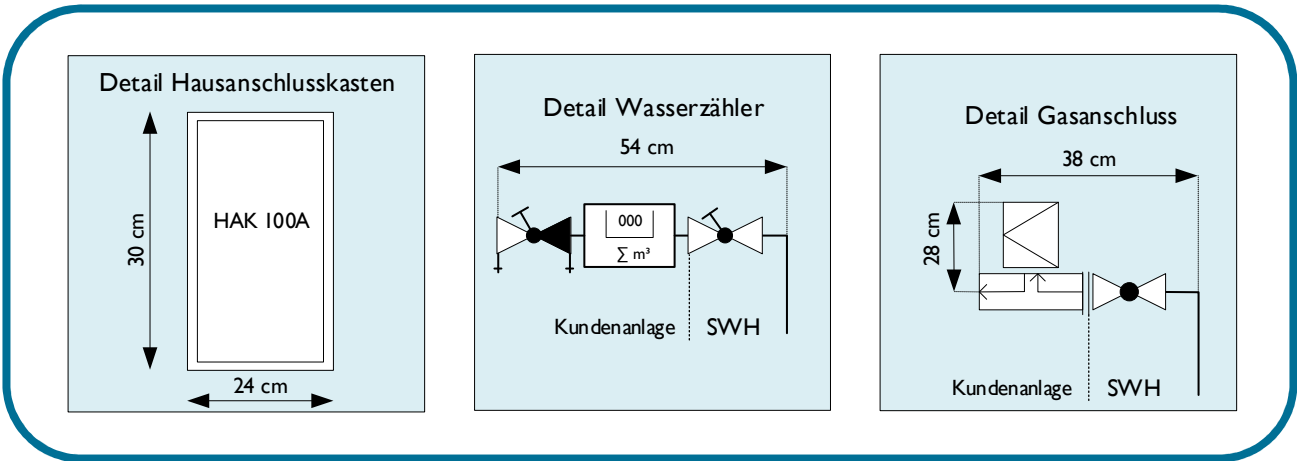 Detail Hausanschlusskasten
HAK 100A
30 cm
24 cm
Detail Wasserzähler
54 cm
000
∑ m³
Kundenanlage
SWH
Detail Gasanschluss
38 cm
28 cm
Kundenanlage
SWH